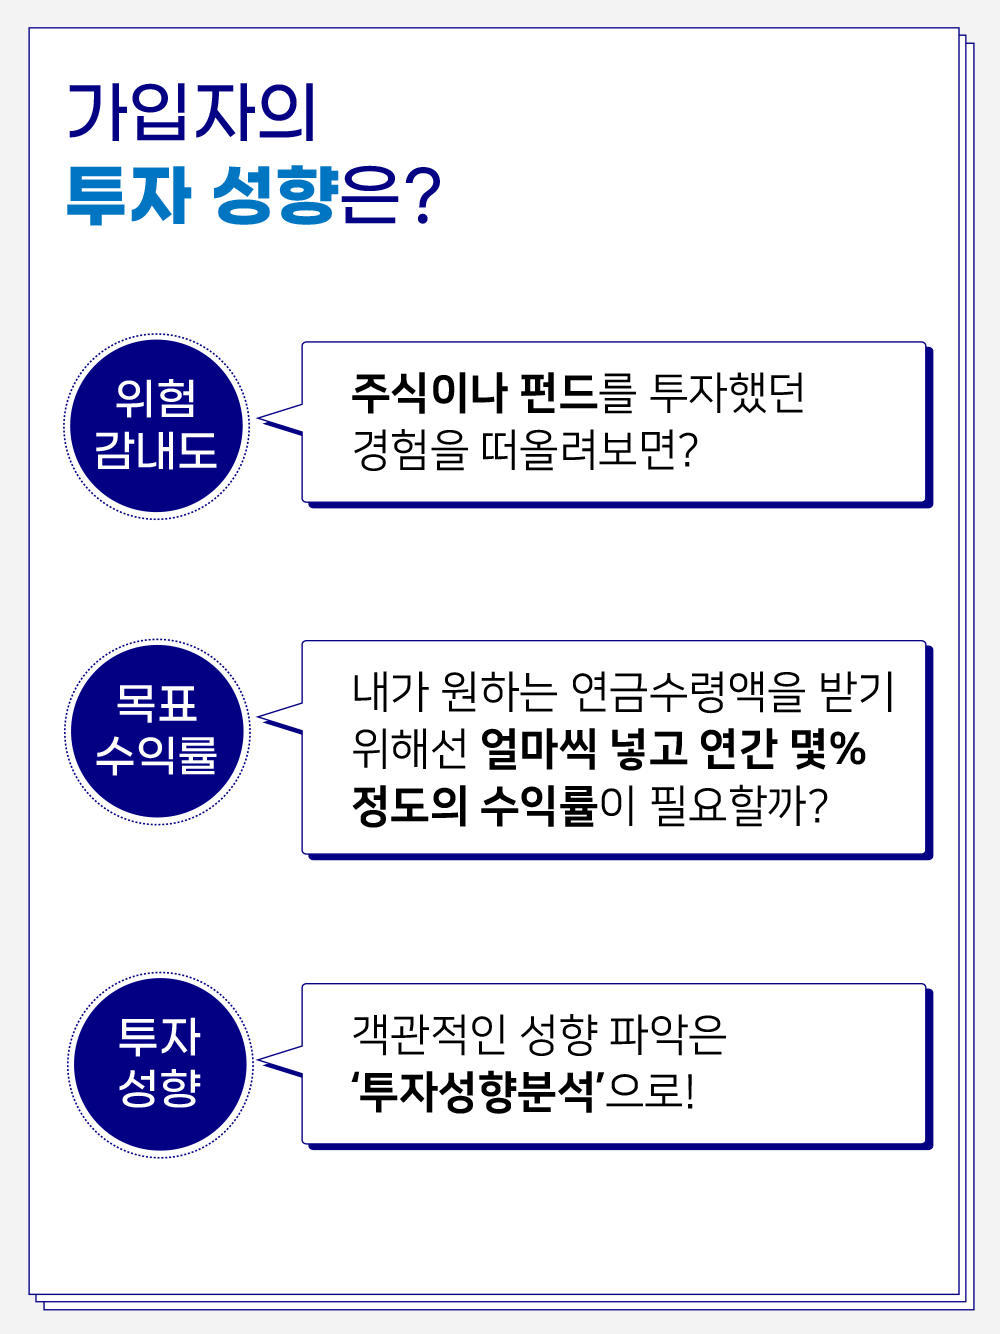 가입자의
투자 성향은?
위험
감내도
주식이나 펀드를 투자했던
경험을 떠올려보면?
목표
수익률
내가 원하는 연금수령액을 받기
위해선 얼마씩 넣고 연간 몇%
정도의 수익률이 필요할까?
투자
성향
객관적인 성향 파악은
‘투자성향분석’으로!